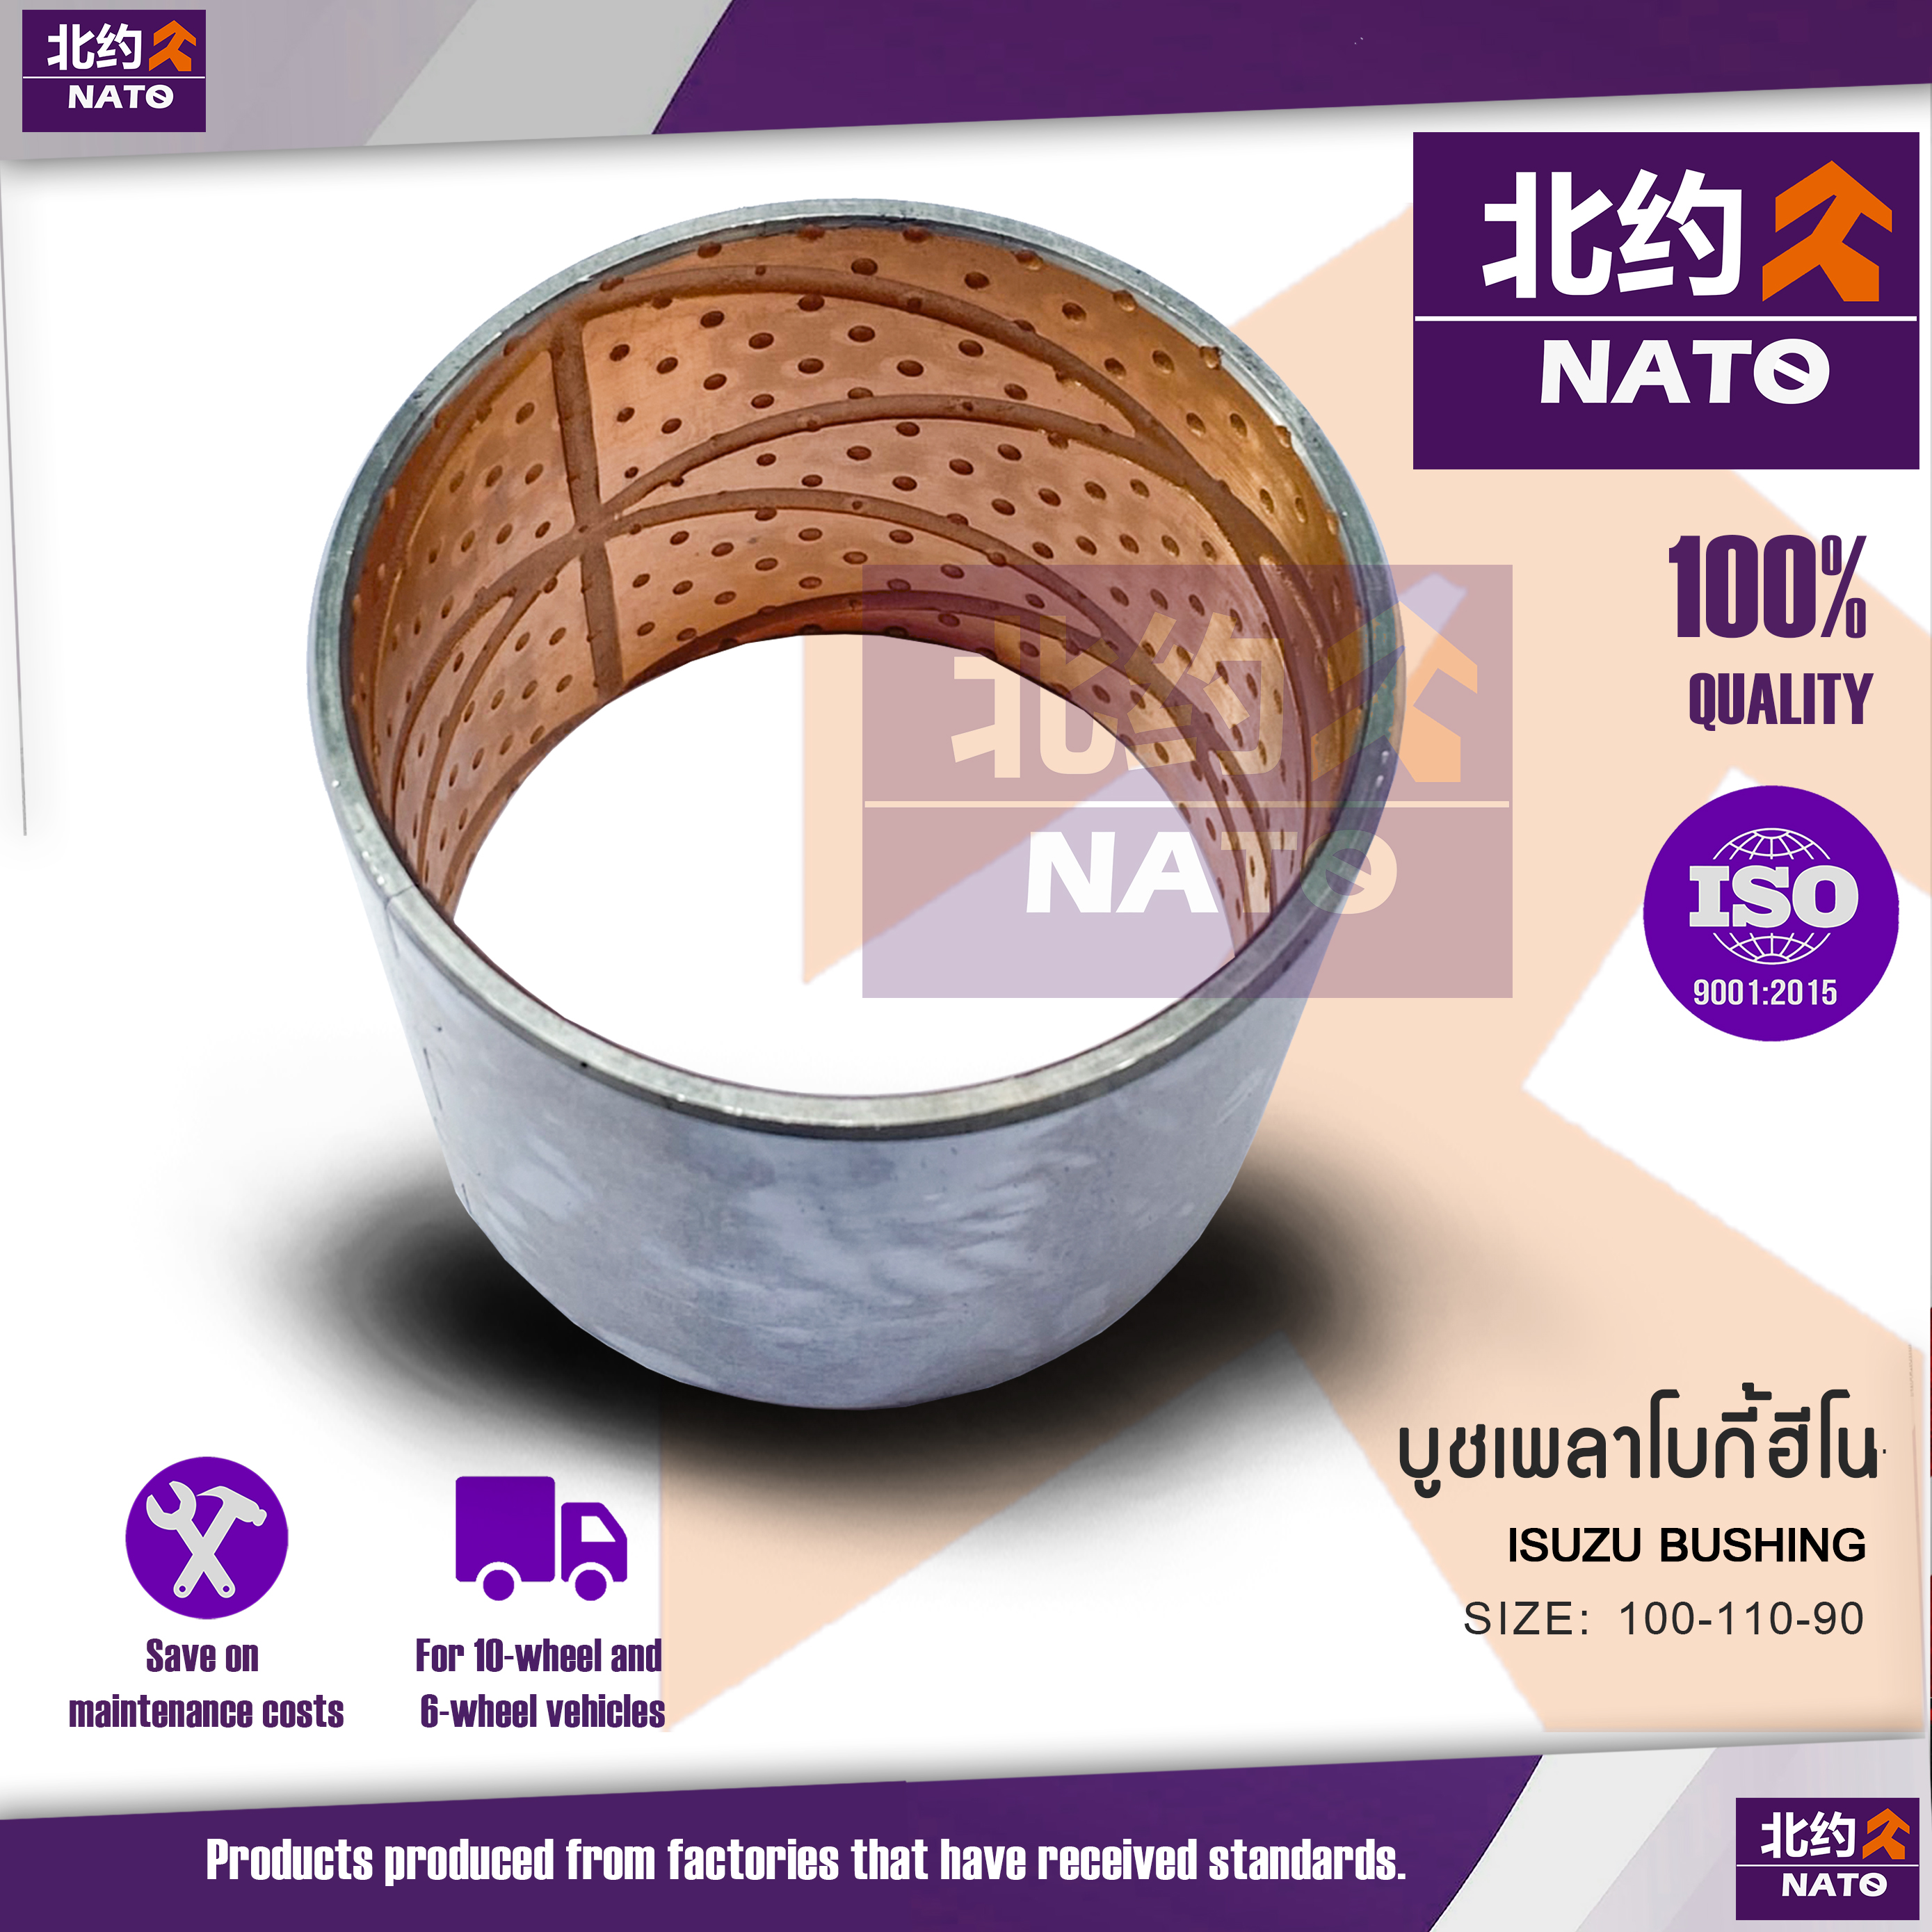 北约
NATO
北约
NATO
100%
QUALITY
北约
NATO
ISO
9001:2015
บูชเพลาโบกี้ฮีโน
ISUZU BUSHING
SIZE: 100-110-90
Save on
maintenance costs
For 10-wheel and
6-wheel vehicles
Products produced from factories that have received standards.
北约
NATO